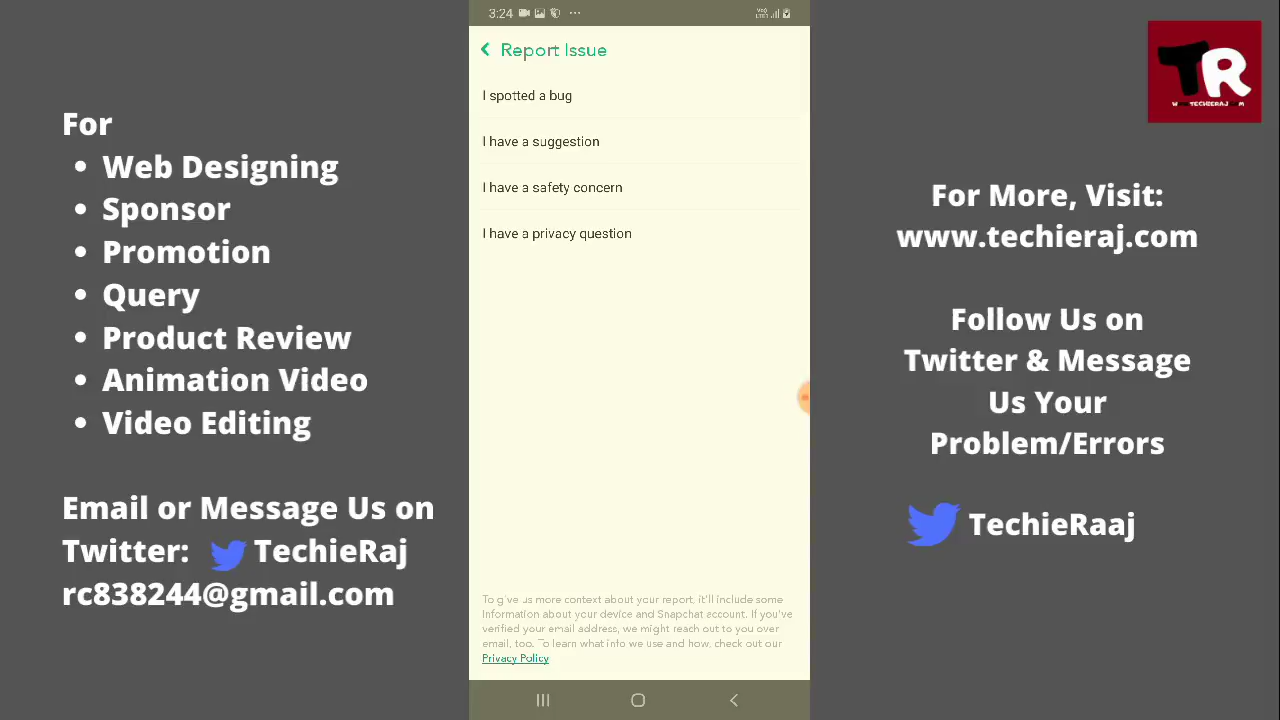 For
• Web Designing
• Sponsor
• Promotion
• Query
• Product Review
• Animation Video
• Video Editing
Email or Message Us on
Twitter: TechieRaj
rc838244@gmail.com
3:24
Report Issue
I spotted a bug
I have a suggestion
I have a safety concern
I have a privacy question
To give us more context about your report, it'll include some
information about your device and Snapchat account. If you've
verified your email address, we might reach out to you over
email, too. To learn what info we use and how, check out our
Privacy Policy
TR
WWW.TECHIERAJ.COM
For More, Visit:
www.techieraj.com
Follow Us on
Twitter & Message
Us Your
Problem/Errors
TechieRaaj